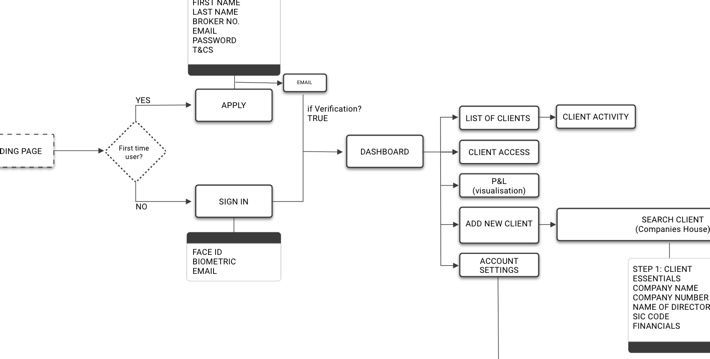 FIRST NAME
LAST NAME
BROKER NO.
EMAIL
PASSWORD
T&CS
EMAIL
YES
APPLY
if Verification?
TRUE
LIST OF CLIENTS
CLIENT ACTIVITY
DING PAGE
First time
user?
DASHBOARD
CLIENT ACCESS
P&L
(visualisation)
NO
SIGN IN
ADD NEW CLIENT
SEARCH CLIENT
(Companies House)
FACE ID
BIOMETRIC
EMAIL
ACCOUNT
SETTINGS
STEP 1: CLIENT
ESSENTIALS
COMPANY NAME
COMPANY NUMBER
NAME OF DIRECTOR
SIC CODE
FINANCIALS